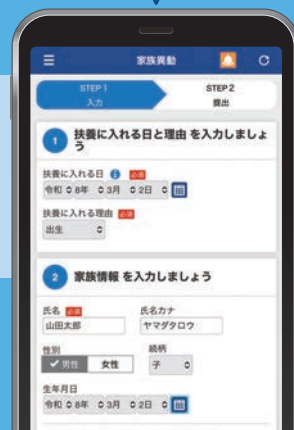 家族異動
STEP 1
入力
STEP 2
提出
1 扶養に入れる日と理由 を入力しましょ
う
扶養に入れる日 必須
令和 8年 3月 2日
扶養に入れる理由 必須
出生
2 家族情報 を入力しましょう
氏名 必須
氏名カナ
山田太郎
ヤマダタロウ
性別
続柄
男性 女性
子
生年月日
令和 8年 3月 2日